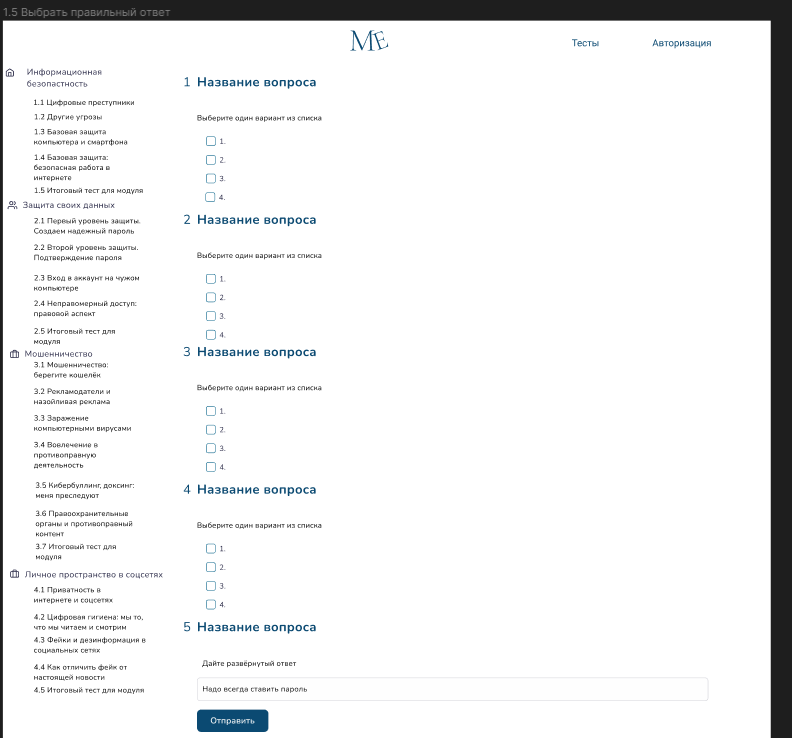 1.5 Выбрать правильный ответ
ME
Тесты
Авторизация
Информационная
безопастность
1.1 Цифровые преступники
1.2 Другие угрозы
1.3 Базовая защита
компьютера и смартфона
1.4 Базовая защита:
безопасная работа в
интернете
1.5 Итоговый тест для модуля
Защита своих данных
2.1 Первый уровень защиты.
Создаем надежный пароль
2.2 Второй уровень защиты.
Подтверждение пароля
2.3 Вход в аккаунт на чужом
компьютере
2.4 Неправомерный доступ:
правовой аспект
2.5 Итоговый тест для
модуля
Мошенничество
3.1 Мошенничество:
берегите кошелёк
3.2 Рекламодатели и
назойливая реклама
3.3 Заражение
компьютерными вирусами
3.4 Вовлечение в
противоправную
деятельность
3.5 Кибербуллинг, доксинг:
меня преследуют
3.6 Правоохранительные
органы и противоправный
контент
3.7 Итоговый тест для
модуля
Личное пространство в соцсетях
4.1 Приватность в
интернете и соцсетях
4.2 Цифровая гигиена: мы то,
что мы читаем и смотрим
4.3 Фейки и дезинформация в
социальных сетях
4.4 Как отличить фейк от
настоящей новости
4.5 Итоговый тест для модуля
1 Название вопроса
Выберите один вариант из списка
1.
2.
3.
4.
2 Название вопроса
Выберите один вариант из списка
1.
2.
3.
4.
3 Название вопроса
Выберите один вариант из списка
1.
2.
3.
4.
4 Название вопроса
Выберите один вариант из списка
1.
2.
3.
4.
5 Название вопроса
Дайте развёрнутый ответ
Надо всегда ставить пароль
Отправить